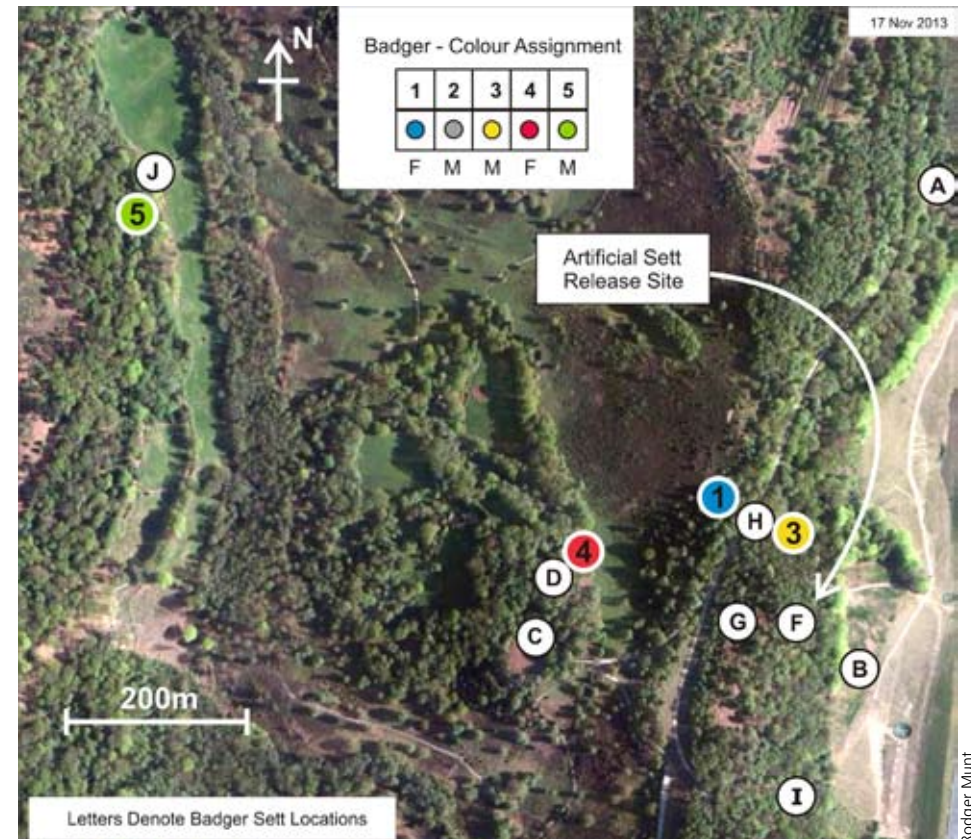 17 Nov 2013
N
Badger - Colour Assignment
1 2 3 4 5
F M M F M
J
A
5
Artificial Sett
Release Site
1
H
3
4
D
G
F
C
B
200m
I
Letters Denote Badger Sett Locations
Rodger Munt